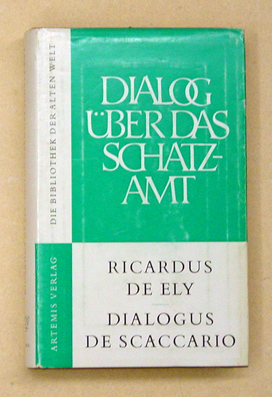 DIALOG
ÜBER DAS
SCHATZ-
AMT
RICARDUS
DE ELY
DIALOGUS
DE SCACCARIO
DIE BIBLIOTHEK DER ALTEN WELT
ARTEMIS VERLAG